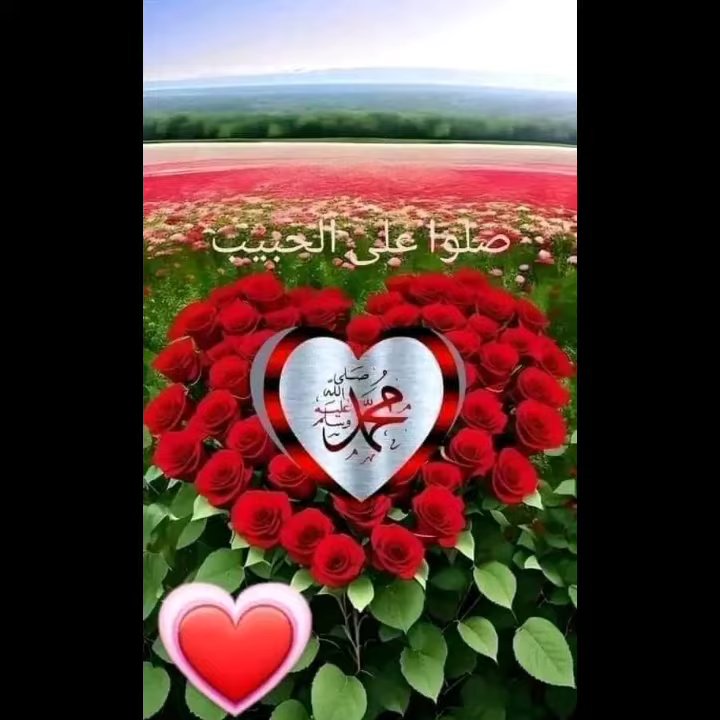 صلوا على الحبيب
محمد
صلى
الله
عليه
وسلم